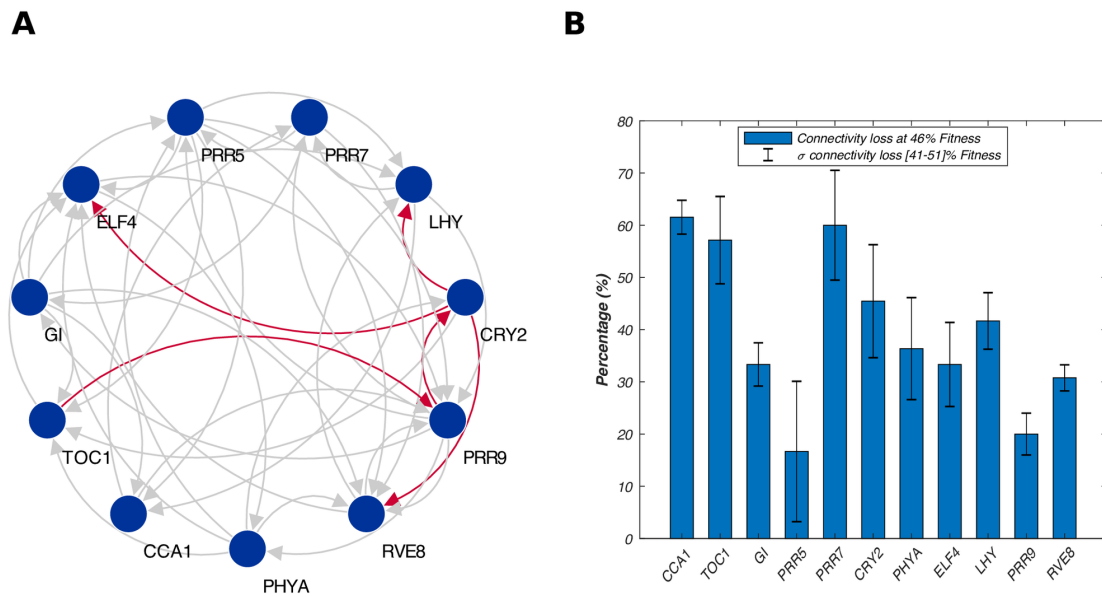 A
PRR5
PRR7
ELF4
LHY
GI
CRY2
TOC1
PRR9
CCA1
RVE8
PHYA
B
Connectivity loss at 46% Fitness
σ connectivity loss [41-51]% Fitness
Percentage (%)
80
70
60
50
40
30
20
10
0
CCA1
TOC1
GI
PRR5
PRR7
CRY2
PHYA
ELF4
LHY
PRR9
RVE8